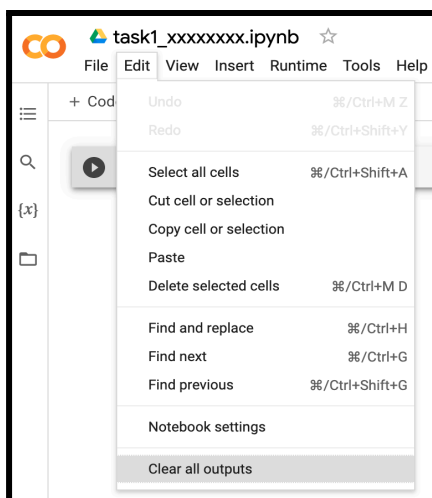 task1_xxxxxxxx.ipynb
File Edit View Insert Runtime Tools Help
+ Cod
Undo ⌘/Ctrl+M Z
Redo ⌘/Ctrl+Shift+Y
Select all cells ⌘/Ctrl+Shift+A
Cut cell or selection
{x}
Copy cell or selection
Paste
Delete selected cells ⌘/Ctrl+M D
Find and replace ⌘/Ctrl+H
Find next ⌘/Ctrl+G
Find previous ⌘/Ctrl+Shift+G
Notebook settings
Clear all outputs